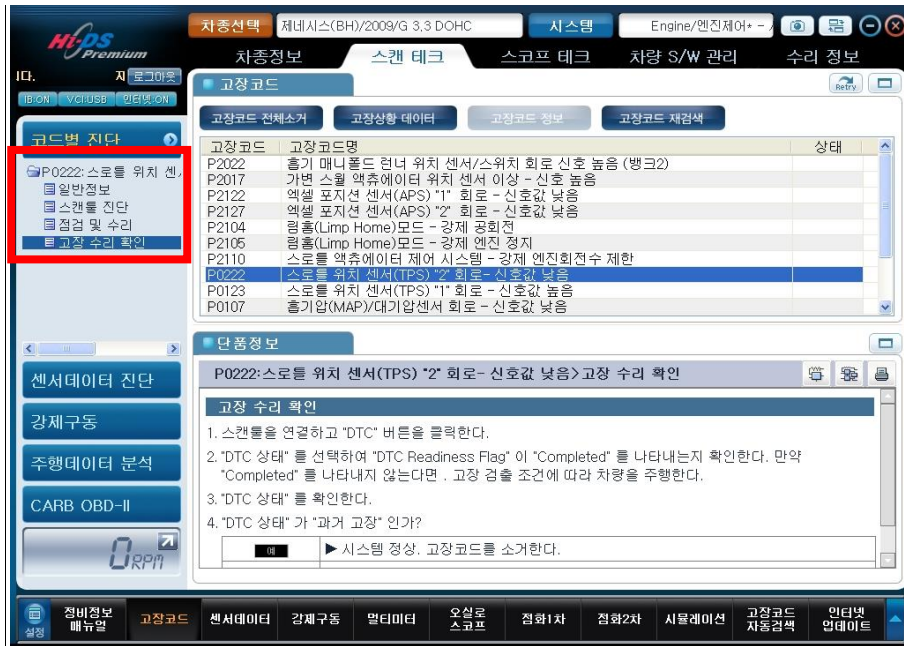 Hi-DS
Premium
차종선택 제네시스(BH)/2009/G 3,3 DOHC 시스템 Engine/엔진제어* -
차종정보 스캔 테크 스코프 테크 차량 S/W 관리 수리 정보
다. 지 로그아웃
IB:ON VCI:USB 인터넷:ON
고장코드 Retry
고장코드 전체소거 고장상황 데이터 고장코드 정보 고장코드 재검색
코드별 진단
P0222: 스로틀 위치 센
일반정보
스캔툴 진단
점검 및 수리
고장 수리 확인
고장코드 고장코드명 상태
P2022 흡기 매니폴드 런너 위치 센서/스위치 회로 신호 높음 (뱅크2)
P2017 가변 스월 액츄에이터 위치 센서 이상 - 신호 높음
P2122 엑셀 포지션 센서(APS) "1" 회로 - 신호값 낮음
P2127 엑셀 포지션 센서(APS) "2" 회로 - 신호값 낮음
P2104 림홈(Limp Home)모드 - 강제 공회전
P2105 림홈(Limp Home)모드 - 강제 엔진 정지
P2110 스로틀 액츄에이터 제어 시스템 - 강제 엔진회전수 제한
P0222 스로틀 위치 센서(TPS) "2" 회로- 신호값 낮음
P0123 스로틀 위치 센서(TPS) "1" 회로 - 신호값 높음
P0107 흡기압(MAP)/대기압센서 회로 - 신호값 낮음
단품정보
P0222:스로틀 위치 센서(TPS) "2" 회로- 신호값 낮음>고장 수리 확인
고장 수리 확인
1. 스캔툴을 연결하고 "DTC" 버튼을 클릭한다.
2. "DTC 상태" 를 선택하여 "DTC Readiness Flag" 이 "Completed" 를 나타내는지 확인한다. 만약
"Completed" 를 나타내지 않는다면 . 고장 검출 조건에 따라 차량을 주행한다.
3. "DTC 상태" 를 확인한다.
4. "DTC 상태" 가 "과거 고장" 인가?
예 ▶ 시스템 정상. 고장코드를 소거한다.
센서데이터 진단
강제구동
주행데이터 분석
CARB OBD-II
0 RPM
설정 정비정보 매뉴얼 고장코드 센서데이터 강제구동 멀티미터 오실로 스코프 점화1차 점화2차 시뮬레이션 고장코드 자동검색 인터넷 업데이트